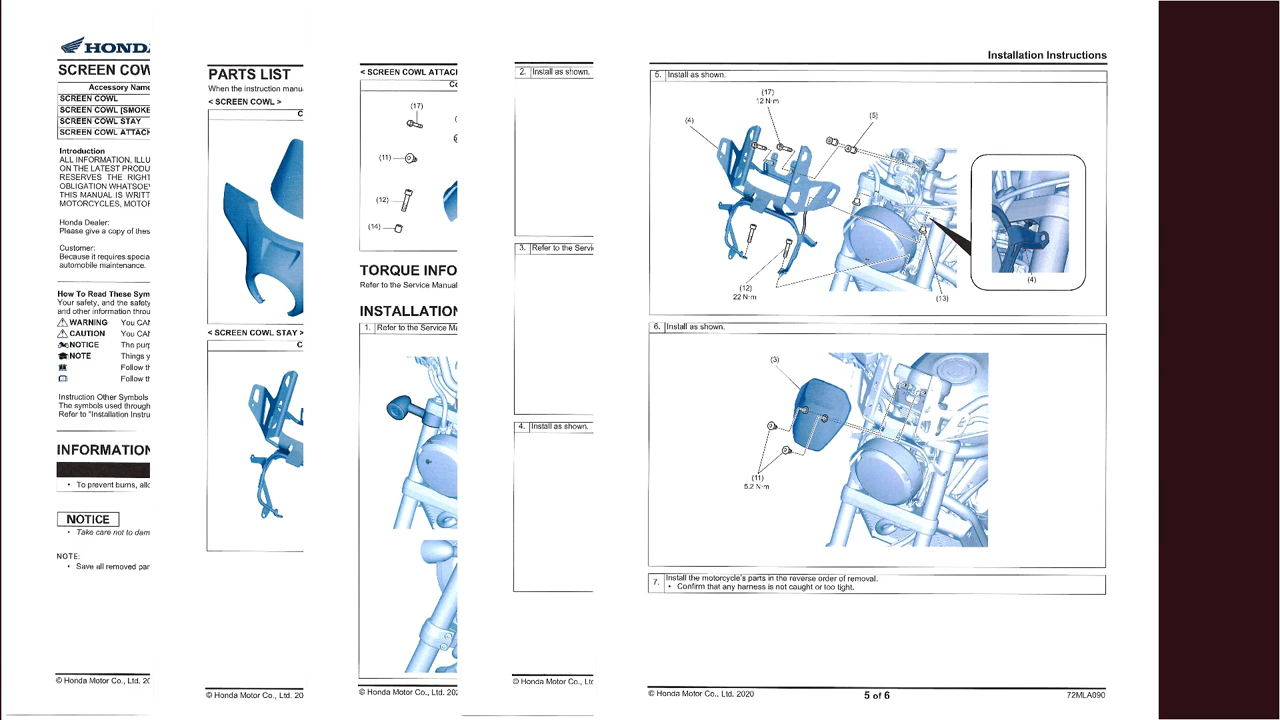 HONDA
SCREEN COW
Accessory Name
SCREEN COWL
SCREEN COWL [SMOKE
SCREEN COWL STAY
SCREEN COWL ATTACH
Introduction
ALL INFORMATION, ILLU
ON THE LATEST PRODU
RESERVES THE RIGHT
OBLIGATION WHATSOEV
THIS MANUAL IS WRITT
MOTORCYCLES, MOTOR
Honda Dealer:
Please give a copy of thes
Customer:
Because it requires specia
automobile maintenance.
How To Read These Sym
Your safety, and the safety
and other information throu
WARNING You CAN
CAUTION You CAN
NOTICE The purp
NOTE Things y
Follow th
Follow th
Instruction Other Symbols
The symbols used through
Refer to "Installation Instru
INFORMATION
• To prevent burns, allo
NOTICE
• Take care not to dam
NOTE:
• Save all removed par
© Honda Motor Co., Ltd. 20
PARTS LIST
When the instruction manu
< SCREEN COWL >
C
< SCREEN COWL STAY >
C
© Honda Motor Co., Ltd. 20
< SCREEN COWL ATTACH
Co
(17)
(11)
(12)
(14)
TORQUE INFO
Refer to the Service Manual
INSTALLATION
1. Refer to the Service Ma
© Honda Motor Co., Ltd. 202
2. Install as shown.
3. Refer to the Servi
4. Install as shown.
© Honda Motor Co., Ltd
Installation Instructions
5. Install as shown.
(17)
12 N·m
(4)
(5)
(12)
22 N·m
(13)
(4)
6. Install as shown.
(3)
(11)
5.2 N·m
7. Install the motorcycle's parts in the reverse order of removal.
• Confirm that any harness is not caught or too tight.
© Honda Motor Co., Ltd. 2020
5 of 6
72MLA090